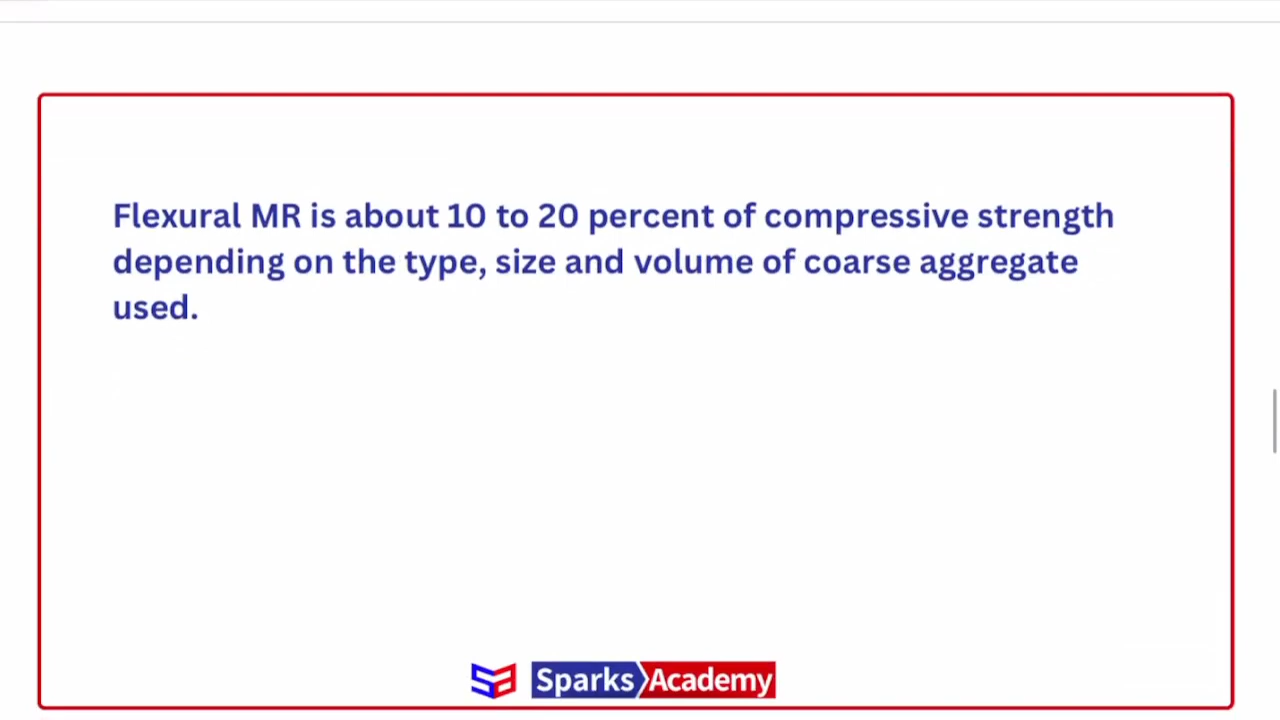 Flexural MR is about 10 to 20 percent of compressive strength
depending on the type, size and volume of coarse aggregate
used.
Sparks Academy